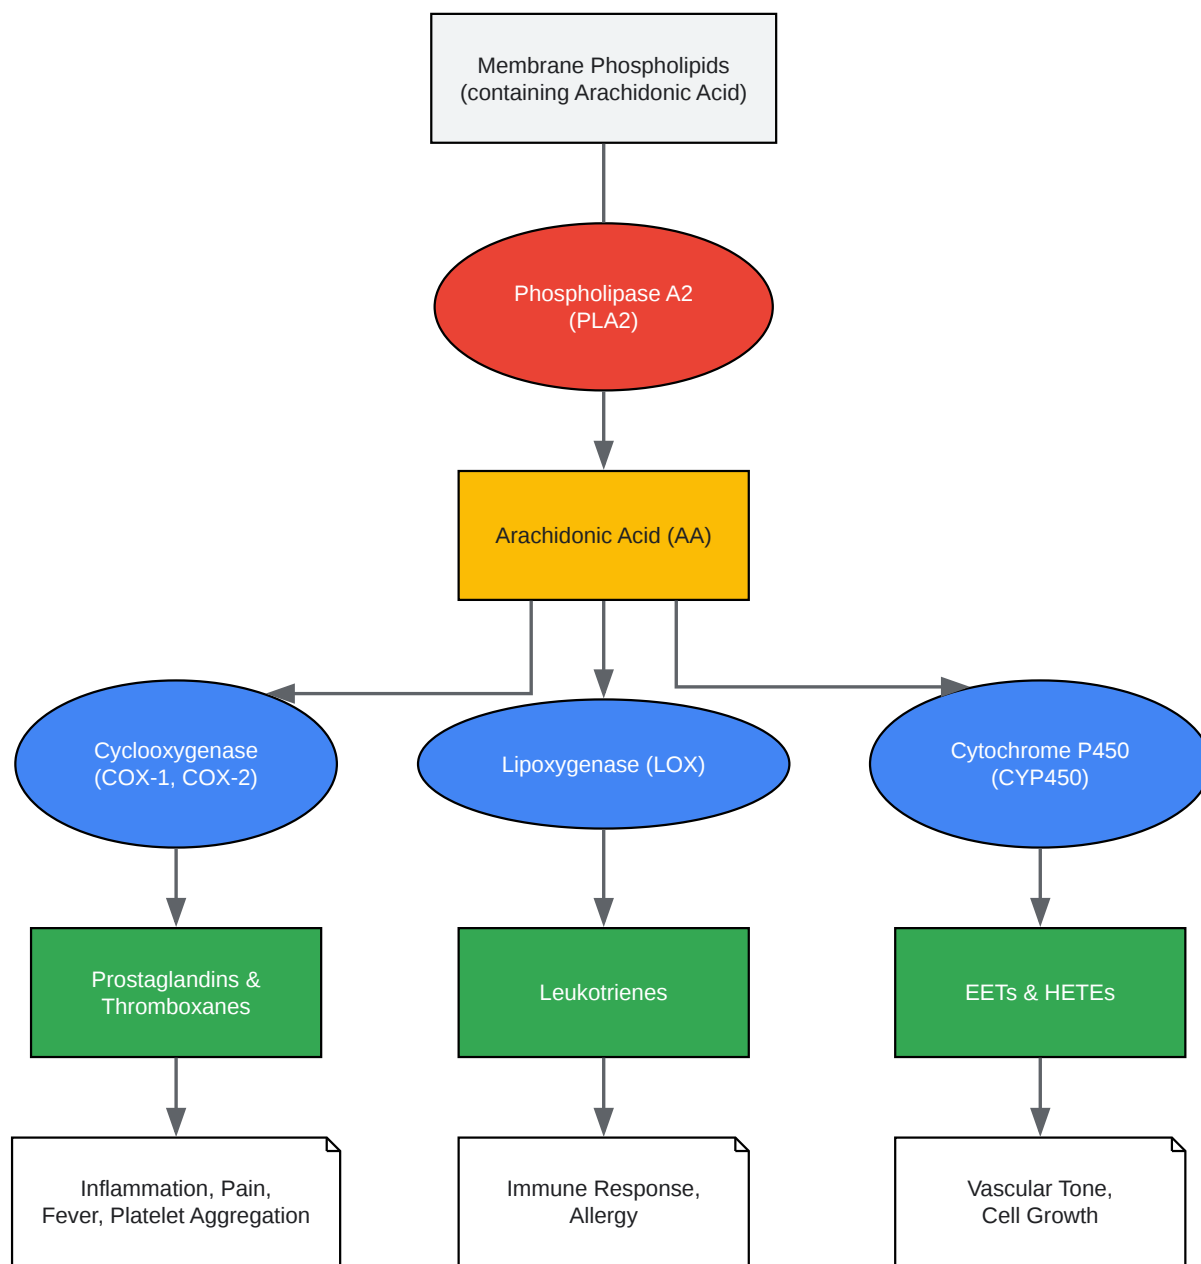 Membrane Phospholipids
(containing Arachidonic Acid)
Phospholipase A2
(PLA2)
Arachidonic Acid (AA)
Cyclooxygenase
(COX-1, COX-2)
Lipoxygenase (LOX)
Cytochrome P450
(CYP450)
Prostaglandins &
Thromboxanes
Leukotrienes
EETs & HETEs
Inflammation, Pain,
Fever, Platelet Aggregation
Immune Response,
Allergy
Vascular Tone,
Cell Growth